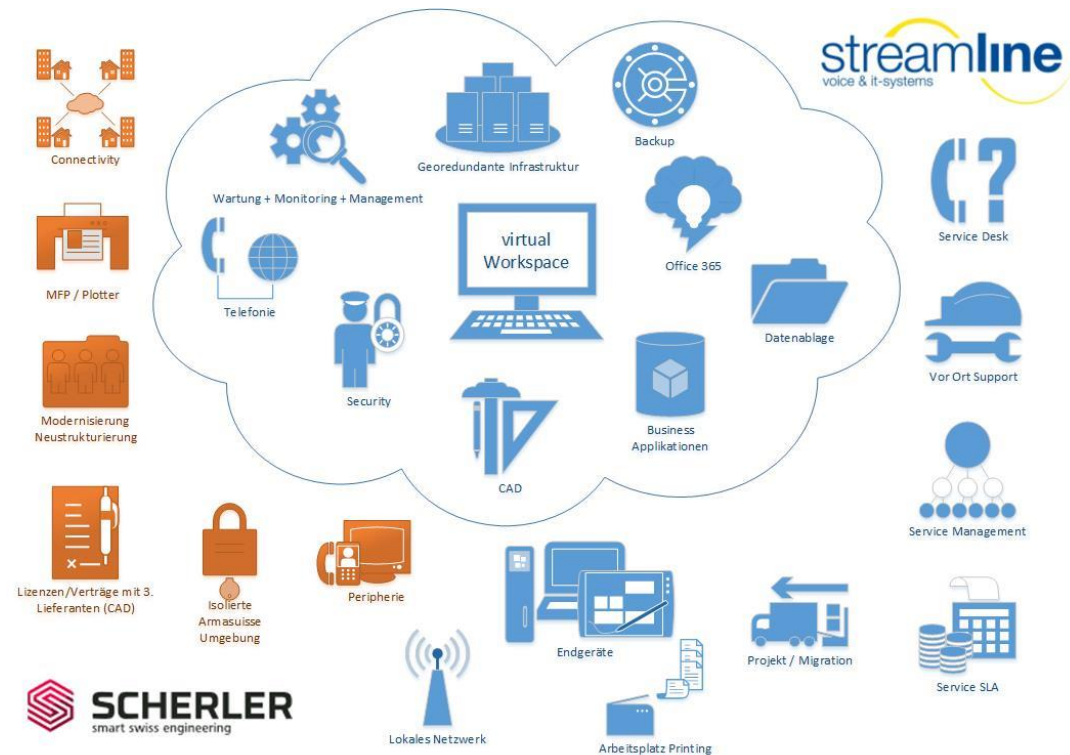 streamline
voice & it-systems
Connectivity
Georedundante Infrastruktur
Backup
Wartung + Monitoring + Management
virtual
Workspace
Office 365
Service Desk
MFP / Plotter
Telefonie
Datenablage
Security
Vor Ort Support
Modernisierung
Neustrukturierung
Business
Applikationen
CAD
Service Management
Lizenzen/Verträge mit 3.
Lieferanten (CAD)
Isolierte
Armasuisse
Umgebung
Peripherie
Endgeräte
Projekt / Migration
Service SLA
SCHERLER
smart swiss engineering
Lokales Netzwerk
Arbeitsplatz Printing